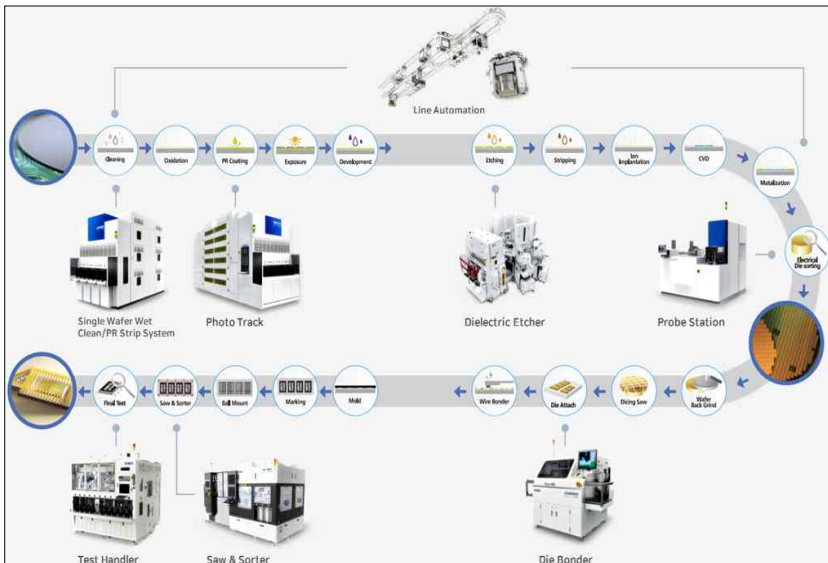 Line Automation
Cleaning
Oxidation
PR Coating
Exposure
Development
Etching
Stripping
Ion
Implantation
CVD
Matalization
Electrical
Die sorting
Single Wafer Wet
Clean/PR Strip System
Photo Track
Dielectric Etcher
Probe Station
Final Test
Saw & Sorter
Ball Mount
Marking
Mold
Wire Bonder
Die Attach
Dicing Saw
Wafer
Back Grind
Test Handler
Saw & Sorter
Die Bonder